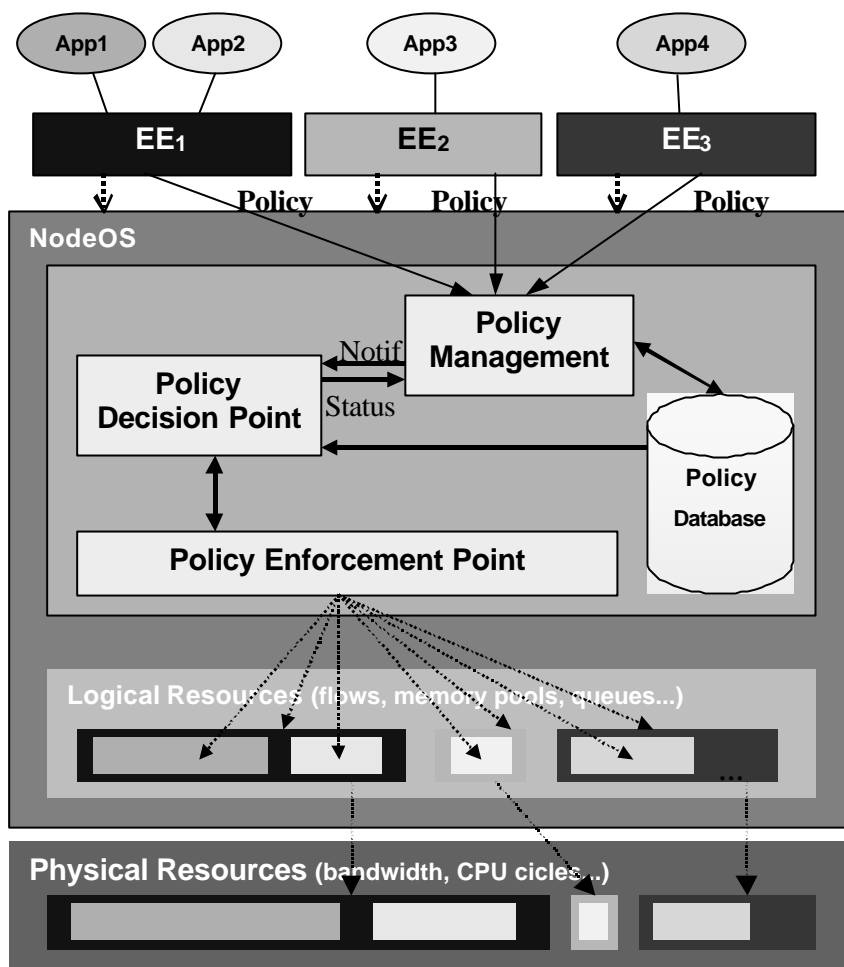 App1
App2
App3
App4
EE1
EE2
EE3
Policy
Policy
Policy
NodeOS
Policy
Management
Notif
Status
Policy
Decision Point
Policy
Database
Policy Enforcement Point
Logical Resources (flows, memory pools, queues...)
...
Physical Resources (bandwidth, CPU cicles...)